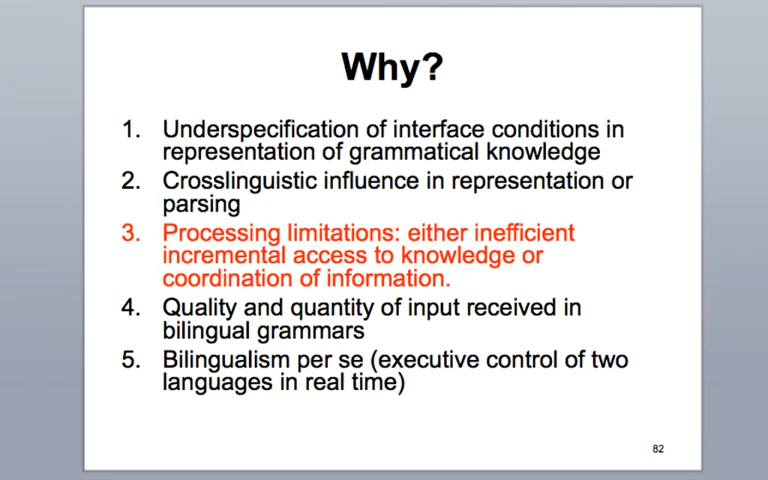 Why?
1. Underspecification of interface conditions in
representation of grammatical knowledge
2. Crosslinguistic influence in representation or
parsing
3. Processing limitations: either inefficient
incremental access to knowledge or
coordination of information.
4. Quality and quantity of input received in
bilingual grammars
5. Bilingualism per se (executive control of two
languages in real time)
82